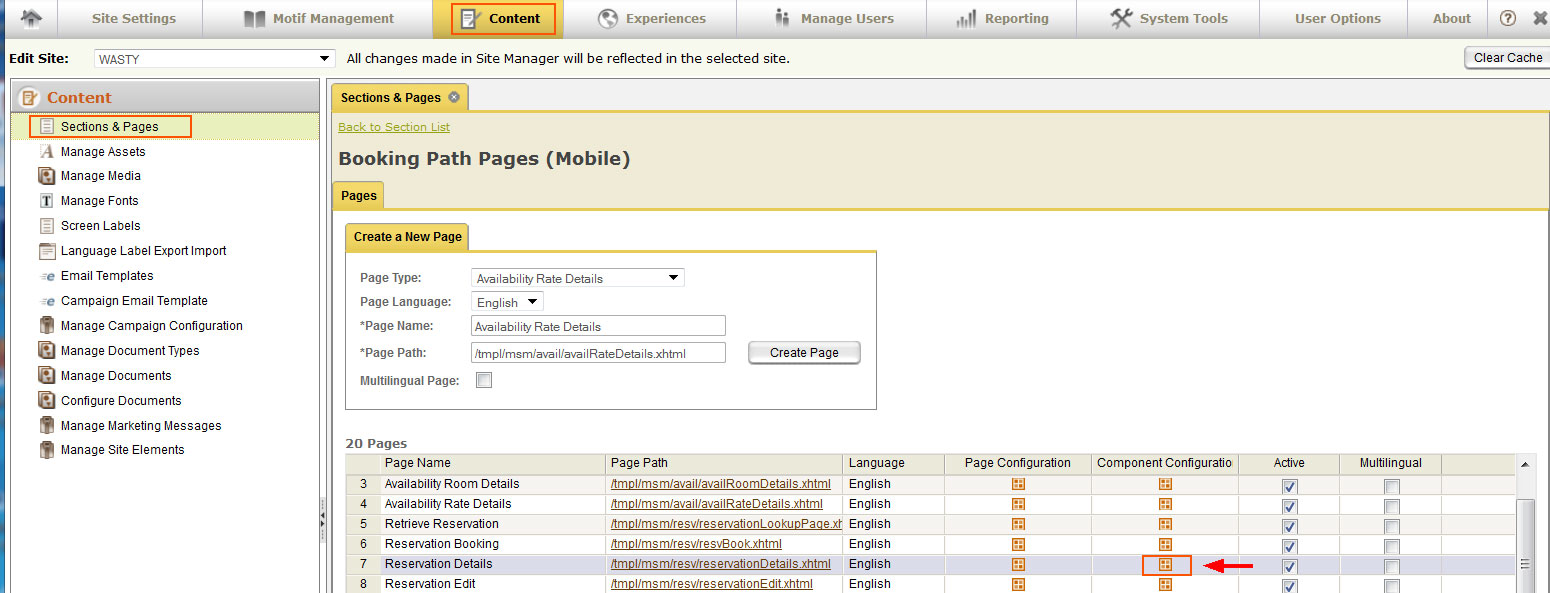 Site Settings Motif Management Content Experiences Manage Users Reporting System Tools User Options About ?
Edit Site: WASTY All changes made in Site Manager will be reflected in the selected site. Clear Cache
Content
Sections & Pages
Manage Assets
Manage Media
Manage Fonts
Screen Labels
Language Label Export Import
Email Templates
Campaign Email Template
Manage Campaign Configuration
Manage Document Types
Manage Documents
Configure Documents
Manage Marketing Messages
Manage Site Elements
Sections & Pages
Back to Section List
Booking Path Pages (Mobile)
Pages
Create a New Page
Page Type: Availability Rate Details
Page Language: English
*Page Name: Availability Rate Details
*Page Path: /tmpl/msm/avail/availRateDetails.xhtml Create Page
Multilingual Page:
20 Pages
Page Name Page Path Language Page Configuration Component Configuratio Active Multilingual
3 Availability Room Details /tmpl/msm/avail/availRoomDetails.xhtml English
4 Availability Rate Details /tmpl/msm/avail/availRateDetails.xhtml English
5 Retrieve Reservation /tmpl/msm/resv/reservationLookupPage.xh English
6 Reservation Booking /tmpl/msm/resv/resvBook.xhtml English
7 Reservation Details /tmpl/msm/resv/reservationDetails.xhtml English
8 Reservation Edit /tmpl/msm/resv/reservationEdit.xhtml English